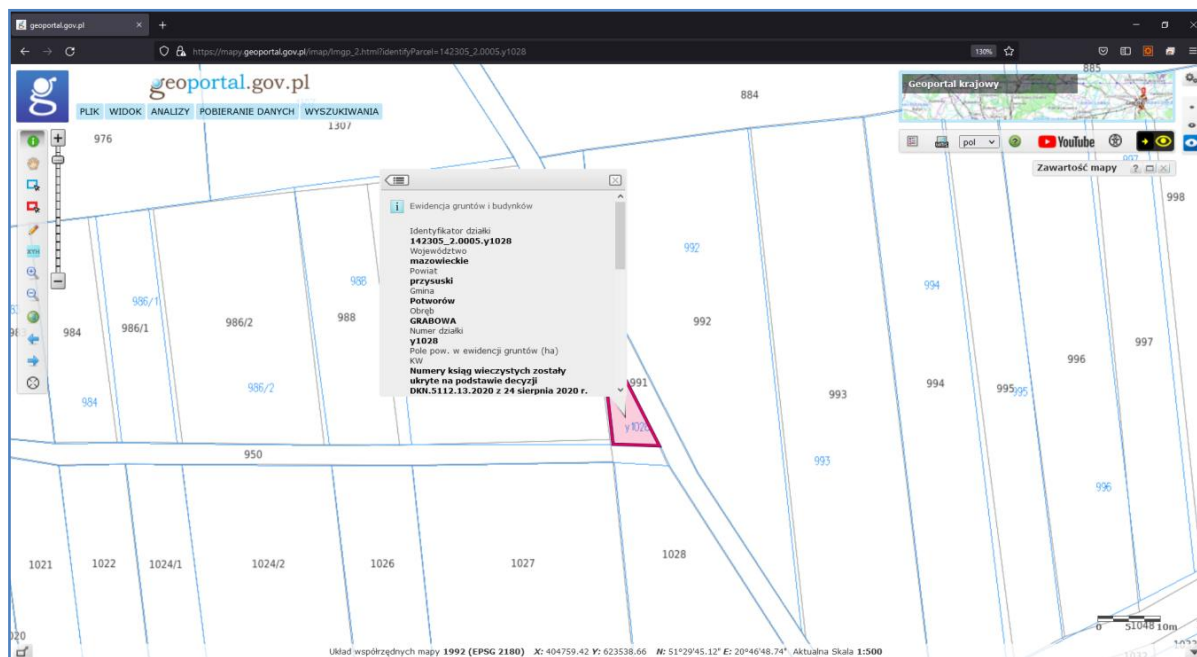 geoportal.gov.pl
https://mapy.geoportal.gov.pl/imap/Imgp_2.html?identifyParcel=142305_2.0005.y1028
130%
geoportal.gov.pl
PLIK WIDOK ANALIZY POBIERANIE DANYCH WYSZUKIWANIA
Geoportal krajowy
pol
YouTube
Zawartość mapy
885
884
976
1307
998
Ewidencja gruntów i budynków
Identyfikator działki
142305_2.0005.y1028
Województwo
mazowieckie
Powiat
przysuski
Gmina
Potworów
Obręb
GRABOWA
Numer działki
y1028
Pole pow. w ewidencji gruntów (ha)
KW
Numery ksiąg wieczystych zostały
ukryte na podstawie decyzji
DKN.5112.13.2020 z 24 sierpnia 2020 r.
992
988
994
986/1
984
986/1
986/2
988
992
997
996
986/2
984
991
993
994
995
995
y1028
950
993
996
1021
1022
1024/1
1024/2
1026
1027
1028
1048
0 5 10m
Układ współrzędnych mapy 1992 (EPSG 2180) X: 404759.42 Y: 623538.66 N: 51°29'45.12" E: 20°46'48.74" Aktualna Skala 1:500